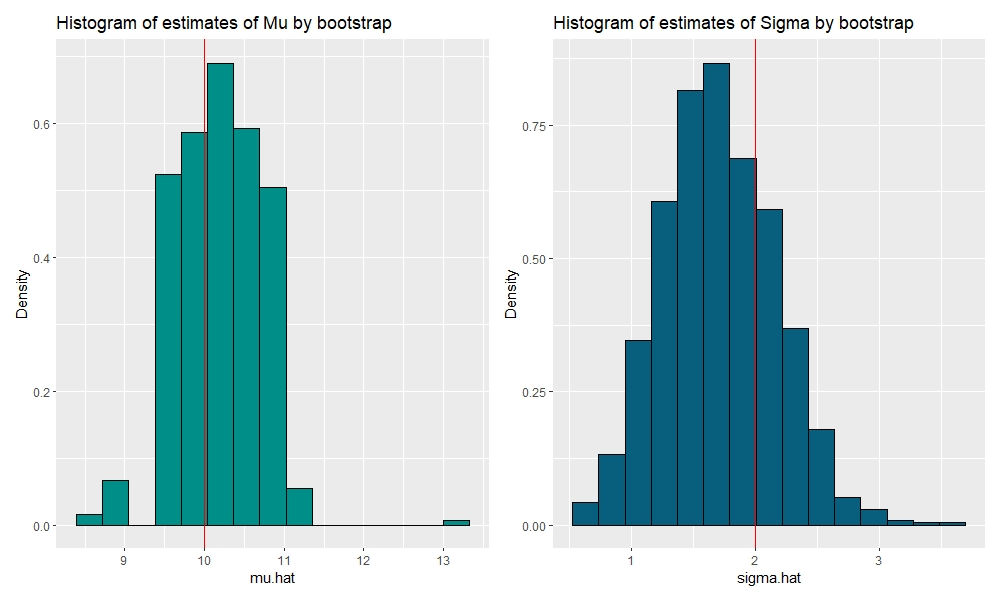 Histogram of estimates of Mu by bootstrap
0.6
0.4
0.2
0.0
Density
9 10 11 12 13
mu.hat
Histogram of estimates of Sigma by bootstrap
0.75
0.50
0.25
0.00
Density
1 2 3
sigma.hat